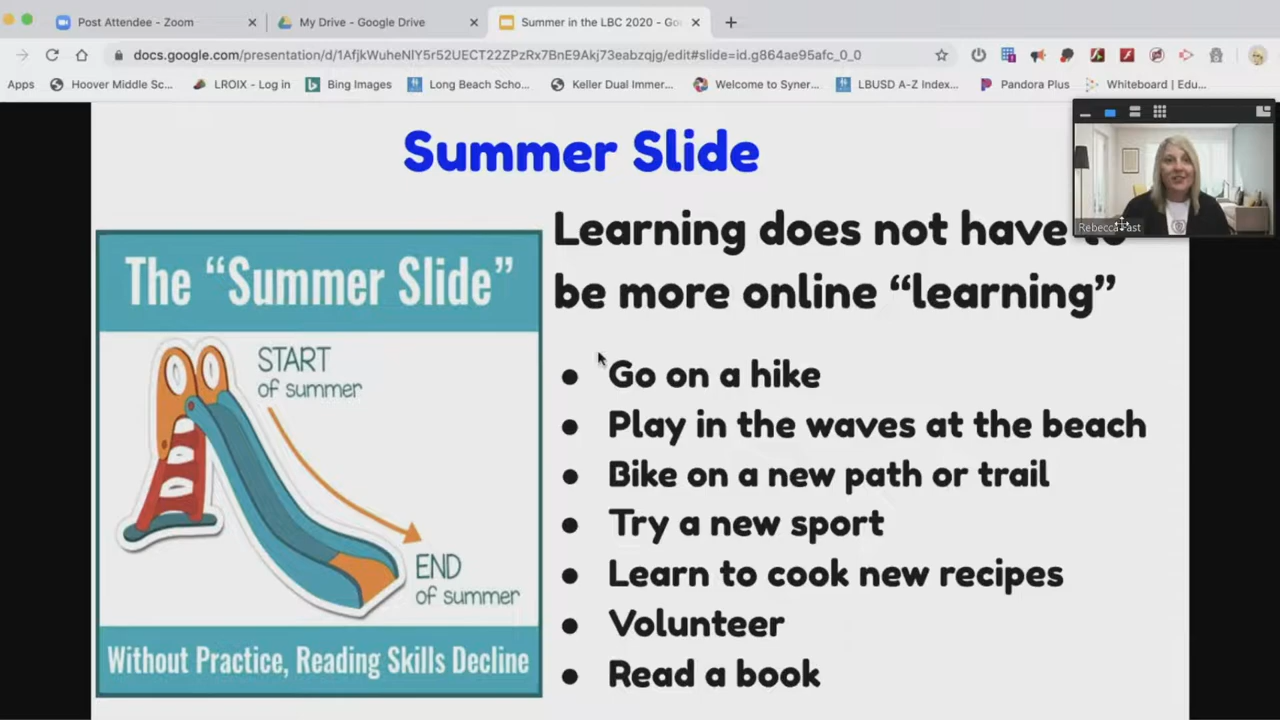 Post Attendee - Zoom
My Drive - Google Drive
Summer in the LBC 2020 - Go
docs.google.com/presentation/d/1AfjkWuheNlY5r52UECT22ZPzRx7BnE9Akj73eabzqjg/edit#slide=id.g864ae95afc_0_0
Apps
Hoover Middle Sc...
LROIX - Log in
Bing Images
Long Beach Scho...
Keller Dual Immer...
Welcome to Syner...
LBUSD A-Z Index...
Pandora Plus
Whiteboard | Edu...
Summer Slide
Rebecca Fast
Learning does not have to
be more online “learning”
The “Summer Slide”
START
of summer
END
of summer
Without Practice, Reading Skills Decline
● Go on a hike
● Play in the waves at the beach
● Bike on a new path or trail
● Try a new sport
● Learn to cook new recipes
● Volunteer
● Read a book